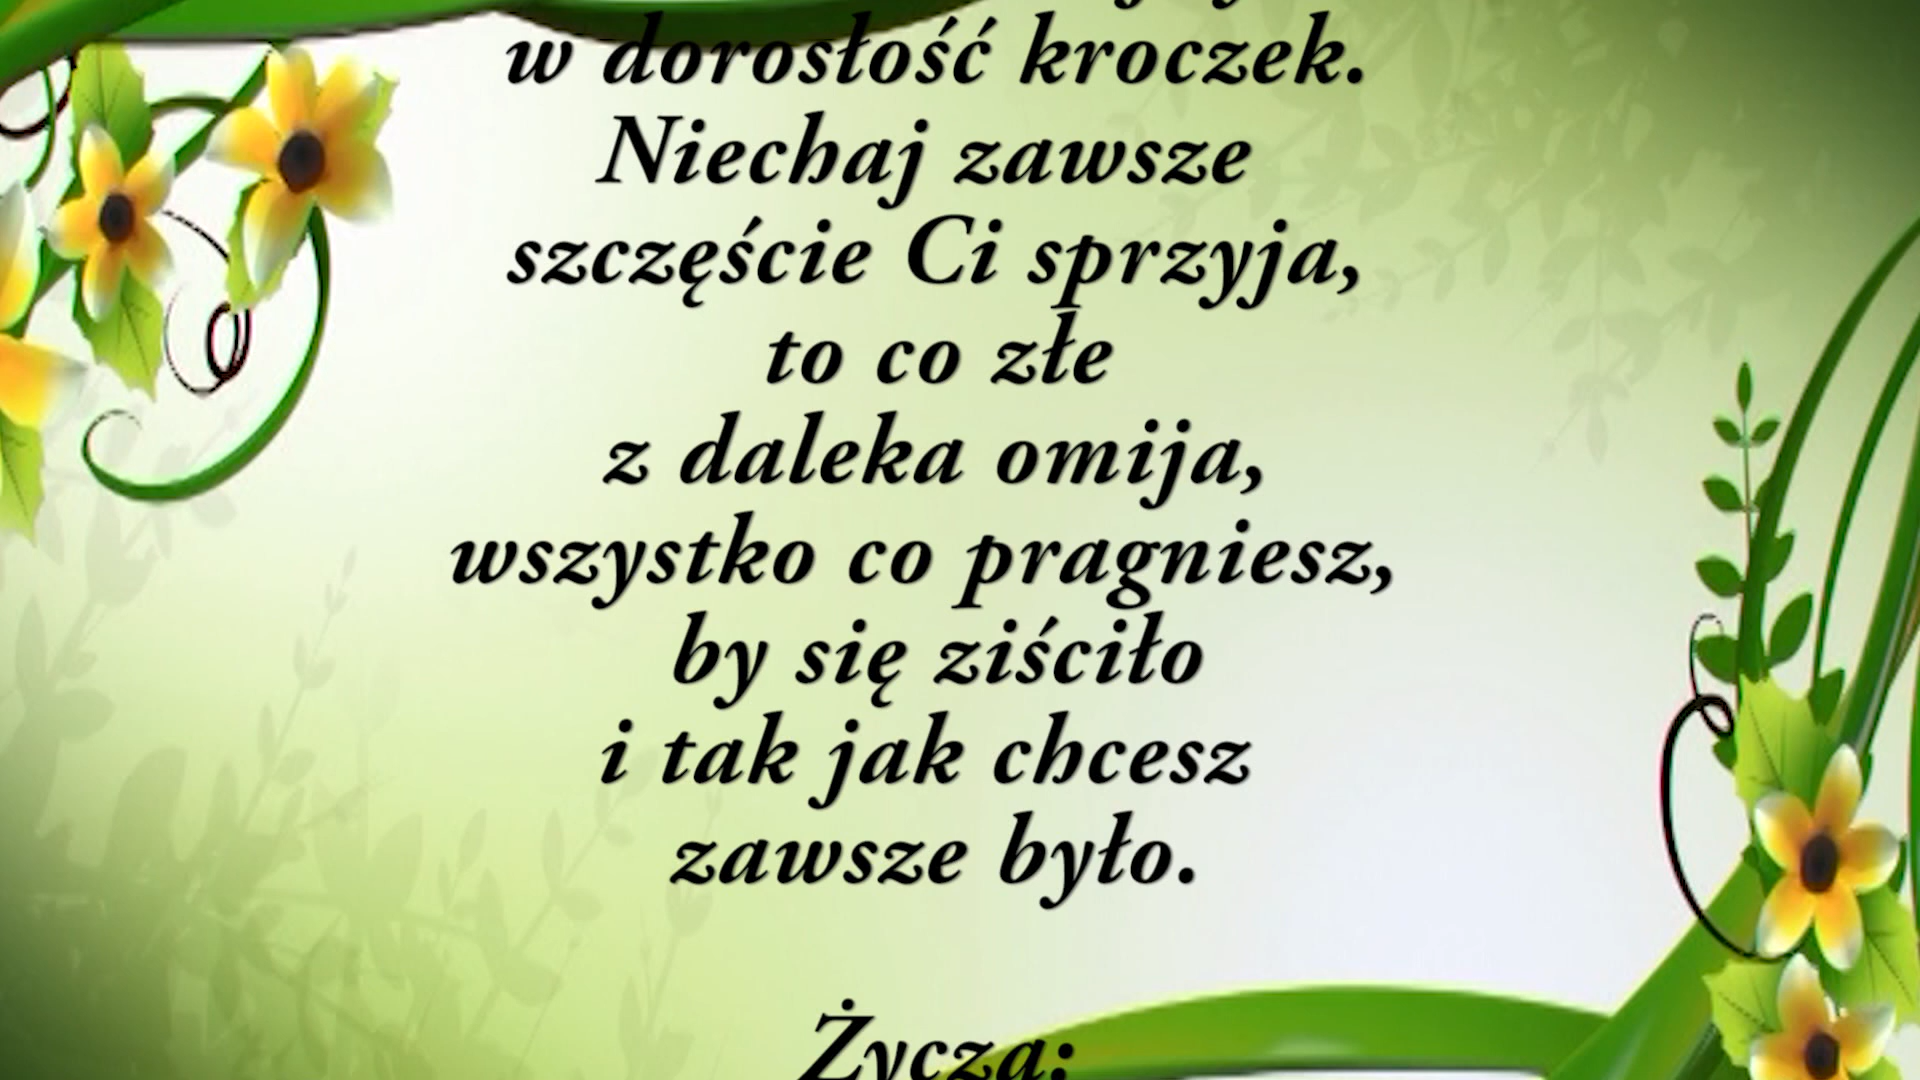 w dorosłość kroczek.
Niechaj zawsze
szczęście Ci sprzyja,
to co złe
z daleka omija,
wszystko co pragniesz,
by się ziściło
i tak jak chcesz
zawsze było.
Życzą: